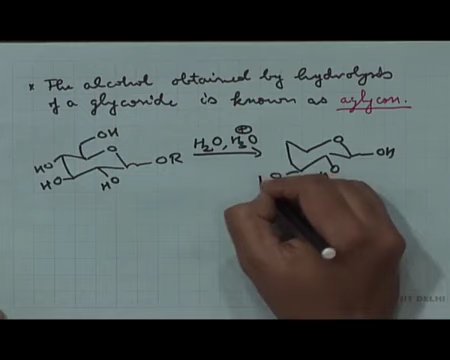 * The alcohol obtained by hydrolysis
of a glycoside is known as aglycon.
OH
O
HO
HO
HO
OR
H₂O, H₂O⊕
O
OH
O
H
O
IIT DELHI